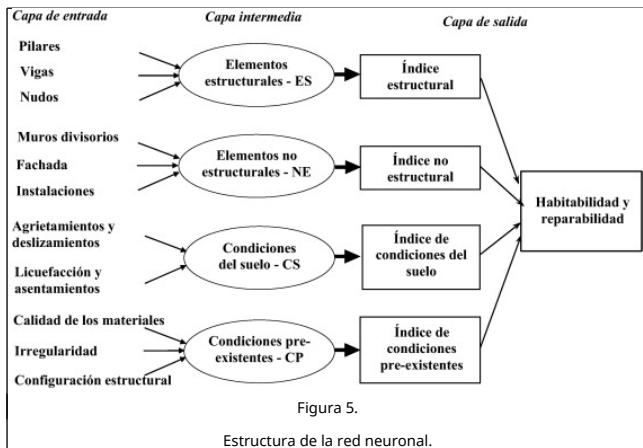 Capa de entrada
Capa intermedia
Capa de salida
Pilares
Vigas
Nudos
Elementos
estructurales - ES
Índice
estructural
Muros divisorios
Fachada
Instalaciones
Elementos no
estructurales - NE
Índice no
estructural
Agrietamientos y
deslizamientos
Licuefacción y
asentamientos
Condiciones
del suelo - CS
Índice de
condiciones del
suelo
Calidad de los materiales
Irregularidad
Configuración estructural
Condiciones pre-
existentes - CP
Índice de
condiciones
pre-existentes
Habitabilidad y
reparabilidad
Figura 5.
Estructura de la red neuronal.